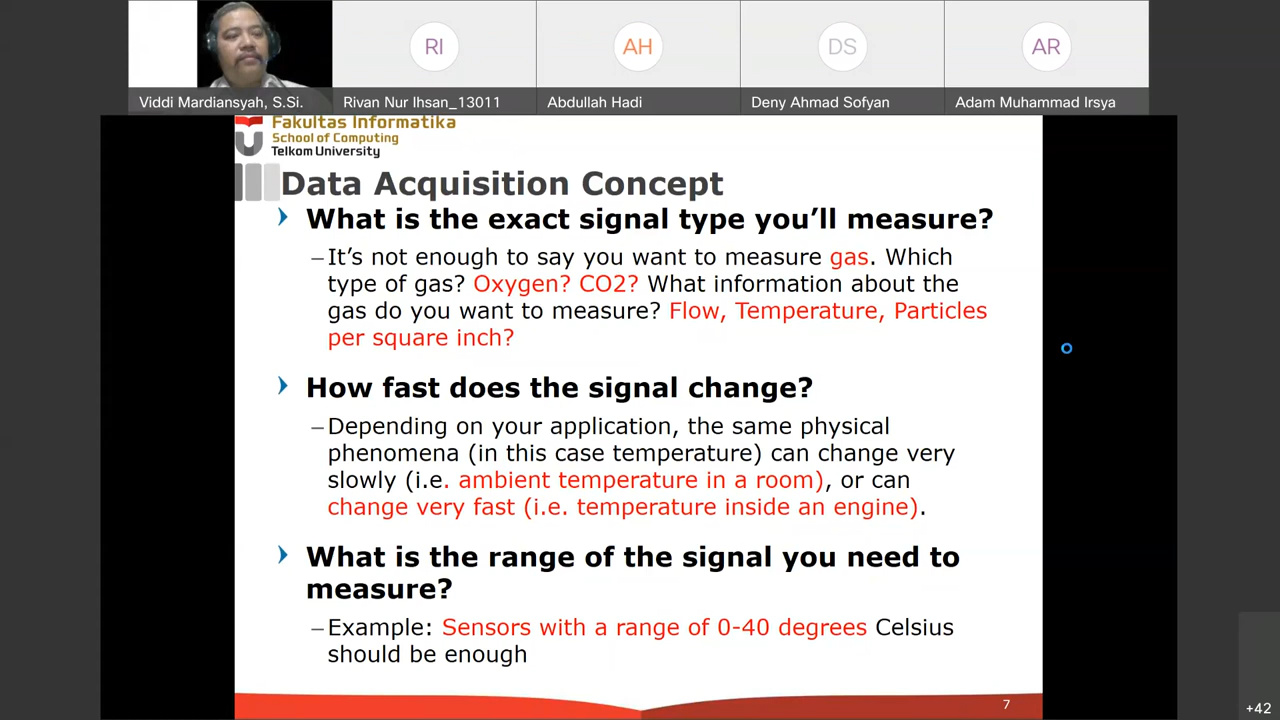 RI
AH
DS
AR
Viddi Mardiansyah, S.Si.
Rivan Nur Ihsan_13011
Abdullah Hadi
Deny Ahmad Sofyan
Adam Muhammad Irsya
Fakultas Informatika
School of Computing
Telkom University
Data Acquisition Concept
What is the exact signal type you’ll measure?
–It’s not enough to say you want to measure gas. Which
type of gas? Oxygen? CO2? What information about the
gas do you want to measure? Flow, Temperature, Particles
per square inch?
How fast does the signal change?
–Depending on your application, the same physical
phenomena (in this case temperature) can change very
slowly (i.e. ambient temperature in a room), or can
change very fast (i.e. temperature inside an engine).
What is the range of the signal you need to
measure?
–Example: Sensors with a range of 0-40 degrees Celsius
should be enough
7
+42